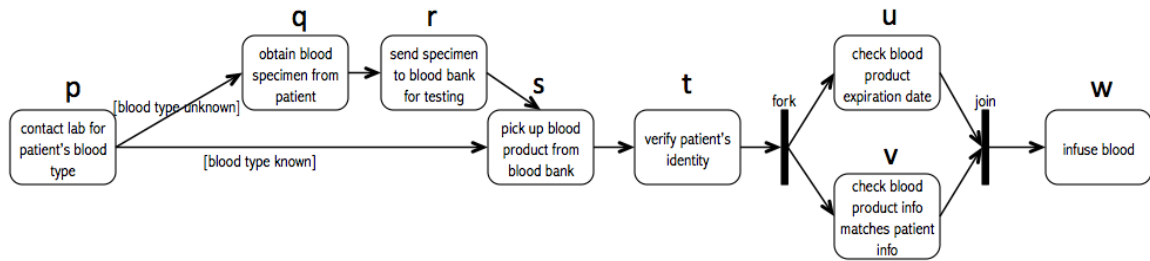 p
contact lab for
patient's blood
type
[blood type unknown]
[blood type known]
q
obtain blood
specimen from
patient
r
send specimen
to blood bank
for testing
s
pick up blood
product from
blood bank
t
verify patient's
identity
fork
u
check blood
product
expiration date
v
check blood
product info
matches patient
info
join
w
infuse blood